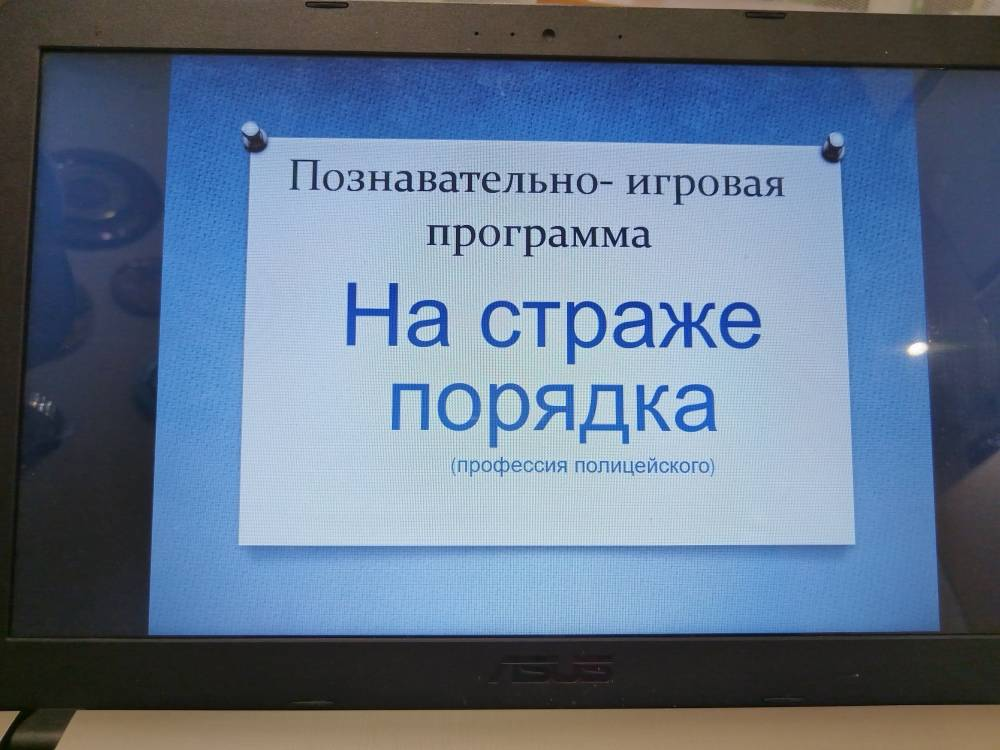 Познавательно- игровая
программа
На страже
порядка
(профессия полицейского)
ASUS